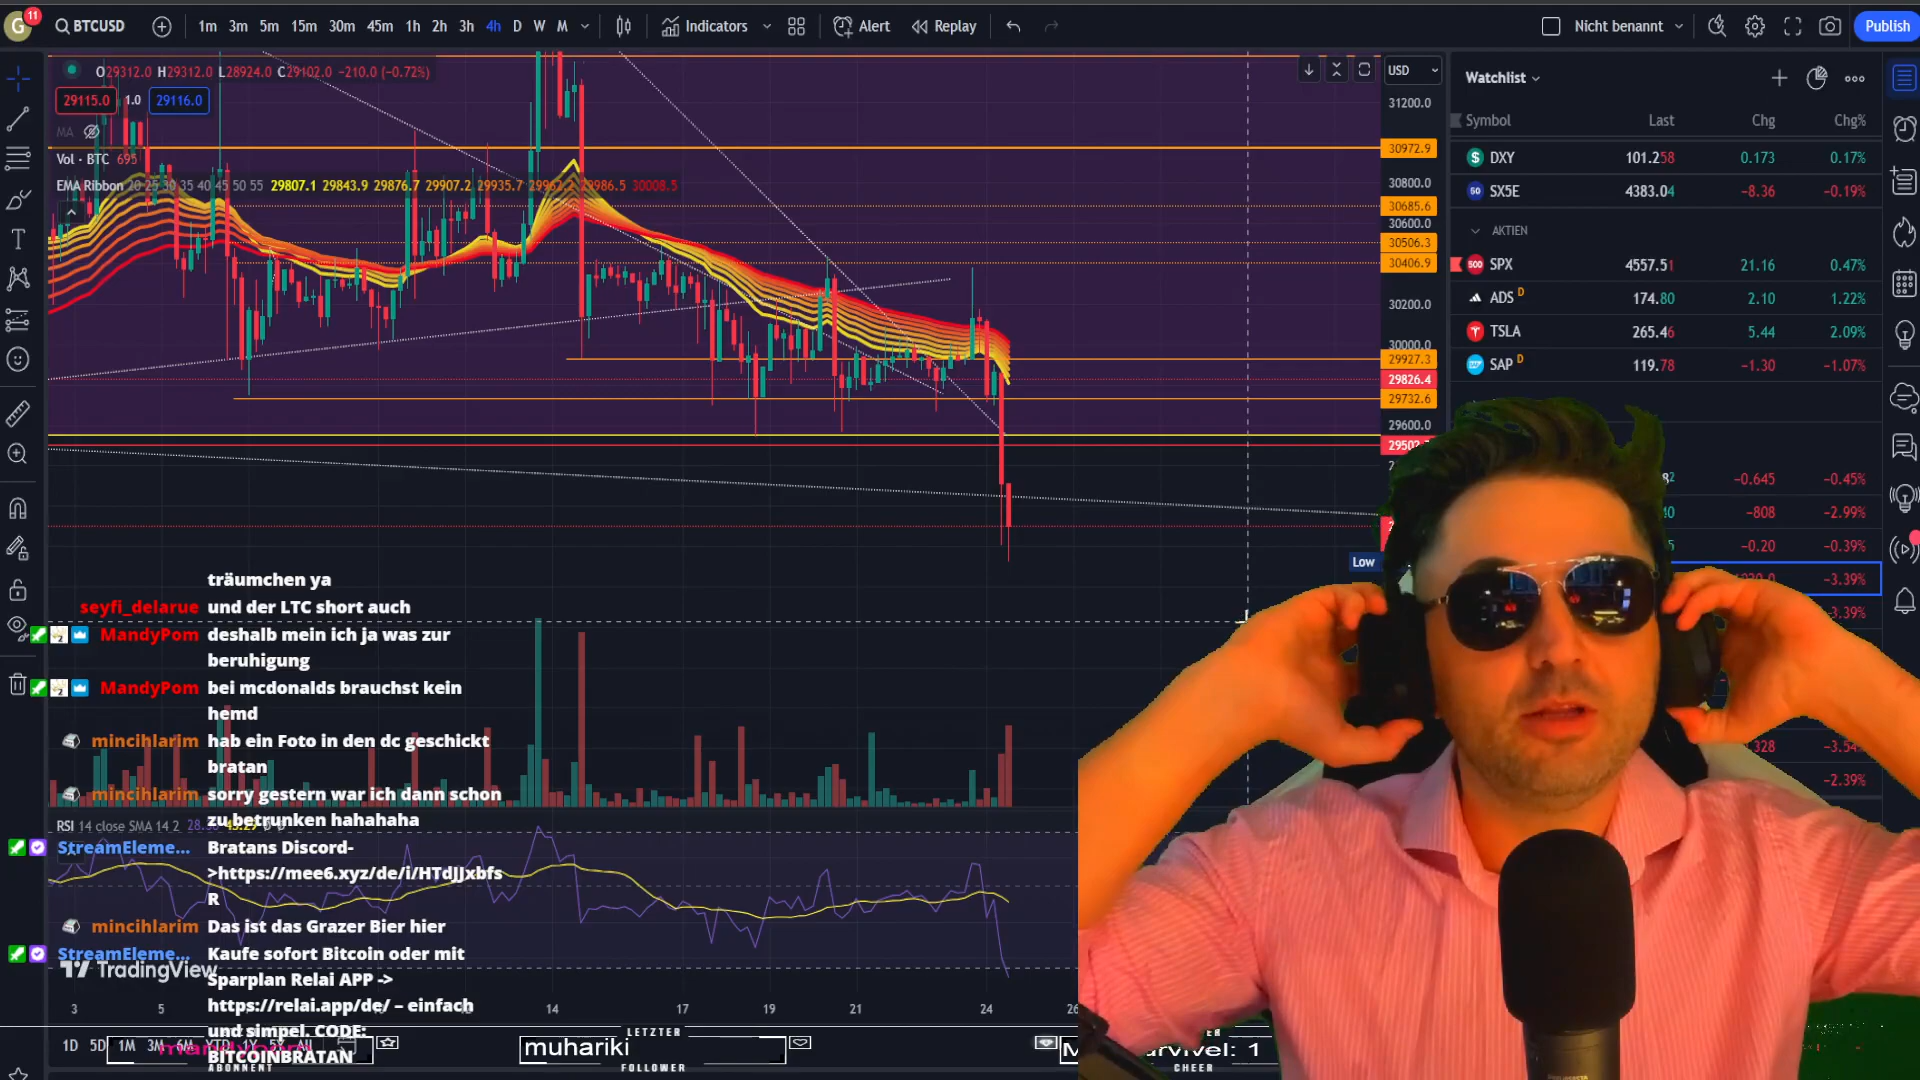 G 11 BTCUSD 1m 3m 5m 15m 30m 45m 1h 2h 3h 4h D W M Indicators Alert Replay Nicht benannt Publish
O29312.0 H29312.0 L28924.0 C29102.0 −210.0 (−0.72%)
29115.0 1.0 29116.0
MA
Vol · BTC 695
EMA Ribbon 20 25 30 35 40 45 50 55 29807.1 29843.9 29876.7 29907.2 29935.7 29962.2 29986.5 30008.5
USD
31200.0
30972.9
30800.0
30685.6
30600.0
30506.3
30406.9
30200.0
30000.0
29927.3
29826.4
29732.6
29600.0
Low
Watchlist
Symbol Last Chg Chg%
DXY 101.258 0.173 0.17%
SX5E 4383.04 −8.36 −0.19%
AKTIEN
SPX 4557.51 21.16 0.47%
ADS D 174.80 2.10 1.22%
TSLA 265.46 5.44 2.09%
SAP D 119.78 −1.30 −1.07%
−0.645 −0.45%
−808 −2.99%
−0.20 −0.39%
−3.39%
−3.39%
328 −3.54%
−2.39%
träumchen ya
seyfi_delarue und der LTC short auch
MandyPom deshalb mein ich ja was zur
beruhigung
MandyPom bei mcdonalds brauchst kein
hemd
mincihlarim hab ein Foto in den dc geschickt
bratan
mincihlarim sorry gestern war ich dann schon
zu betrunken hahahaha
RSI 14 close SMA 14 2
StreamEleme... Bratans Discord-
>https://mee6.xyz/de/i/HTdJJxbfs
R
mincihlarim Das ist das Grazer Bier hier
StreamEleme... Kaufe sofort Bitcoin oder mit
TradingView
Sparplan Relai APP ->
https://relai.app/de/ – einfach
und simpel. CODE:
BITCOINBRATAN
3 5 14 17 19 21 24 26
1D 5D 1M 3M 6M YTD 1Y 5Y All
ABONNENT
LETZTER
muhariki
FOLLOWER
CHEER